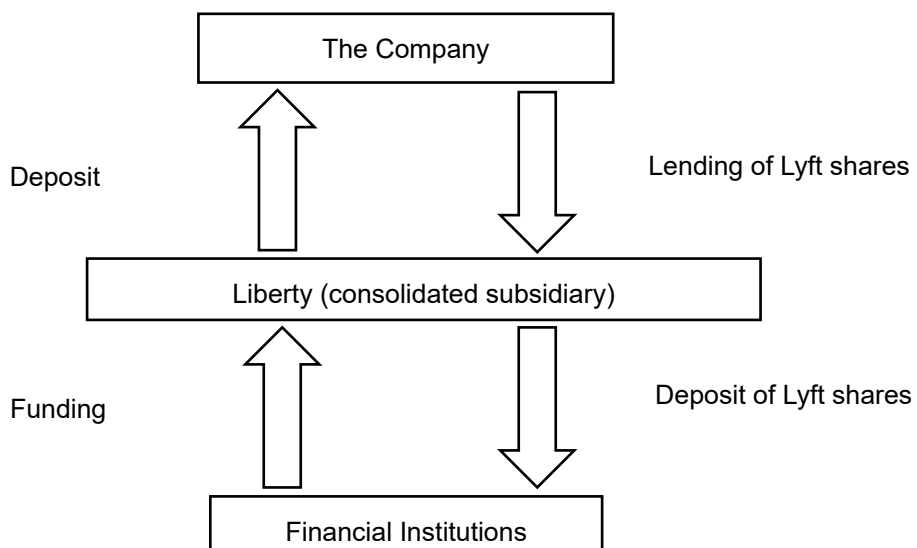 The Company
Deposit
Lending of Lyft shares
Liberty (consolidated subsidiary)
Funding
Deposit of Lyft shares
Financial Institutions